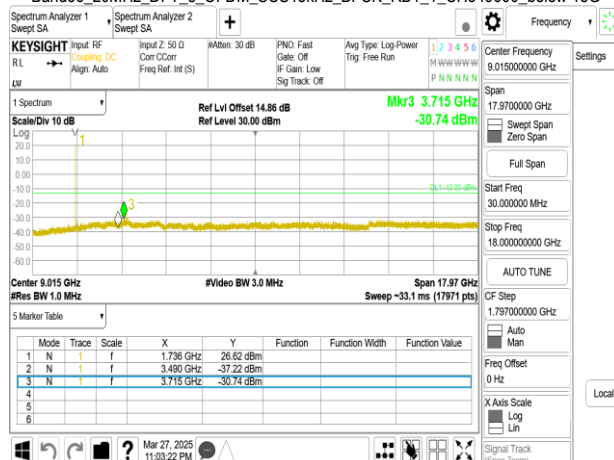 Spectrum Analyzer 1
Swept SA
Spectrum Analyzer 2
Swept SA
+
Frequency
Settings
KEYSIGHT
RL
LXI
Input: RF
Coupling: DC
Align: Auto
Input Z: 50 Ω
Corr CCorr
Freq Ref: Int (S)
#Atten: 30 dB
PNO: Fast
Gate: Off
IF Gain: Low
Sig Track: Off
Avg Type: Log-Power
Trig: Free Run
1 2 3 4 5 6
M W W W W W
P N N N N N
1 Spectrum
Scale/Div 10 dB
Ref Lvl Offset 14.86 dB
Ref Level 30.00 dBm
Mkr3 3.715 GHz
-30.74 dBm
Log
20.0
10.0
0.00
-10.0
-20.0
-30.0
-40.0
-50.0
-60.0
1
3
DL1 -13.00 dBm
Center 9.015 GHz
#Res BW 1.0 MHz
#Video BW 3.0 MHz
Span 17.97 GHz
Sweep ~33.1 ms (17971 pts)
5 Marker Table
Mode Trace Scale X Y Function Function Width Function Value
1 N 1 f 1.736 GHz 26.62 dBm
2 N 1 f 3.490 GHz -37.22 dBm
3 N 1 f 3.715 GHz -30.74 dBm
4
5
6
Mar 27, 2025
11:03:22 PM
?
Center Frequency
9.015000000 GHz
Span
17.9700000 GHz
Swept Span
Zero Span
Full Span
Start Freq
30.000000 MHz
Stop Freq
18.000000000 GHz
AUTO TUNE
CF Step
1.797000000 GHz
Auto
Man
Freq Offset
0 Hz
X Axis Scale
Log
Lin
Signal Track
Local